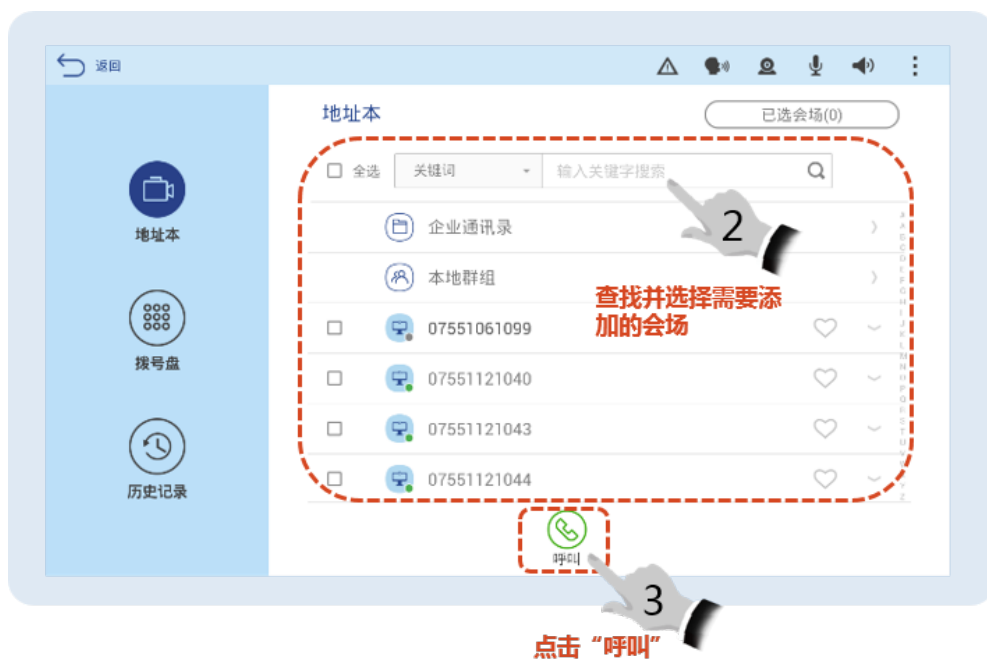 返回
地址本
已选会场(0)
全选
关键词
输入关键字搜索
2
企业通讯录
本地群组
查找并选择需要添
加的会场
07551061099
07551121040
07551121043
07551121044
地址本
拨号盘
历史记录
呼叫
3
点击“呼叫”